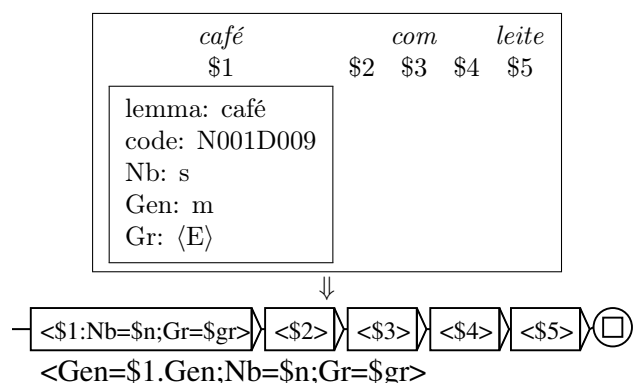 café com leite
$1 $2 $3 $4 $5
lemma: café
code: N001D009
Nb: s
Gen: m
Gr: ⟨E⟩
⇓
<$1:Nb=$n;Gr=$gr> <$2> <$3> <$4> <$5>
<Gen=$1.Gen;Nb=$n;Gr=$gr>